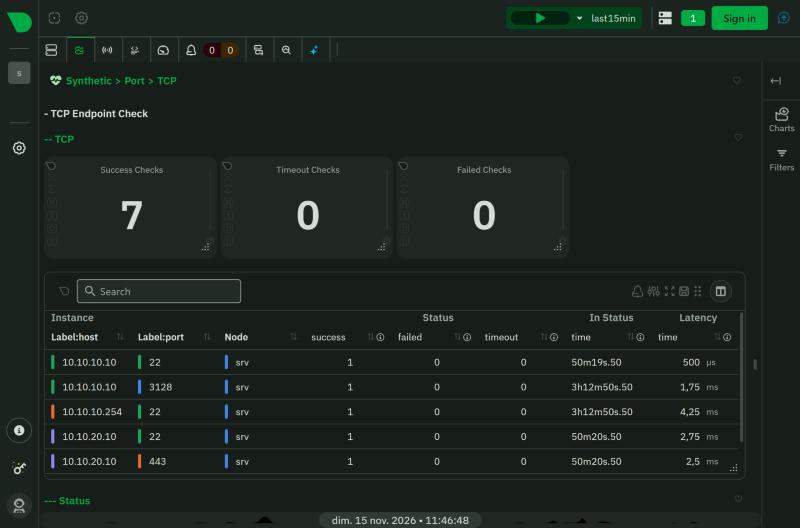 last15min
1
Sign in
0 0
s
Synthetic > Port > TCP
- TCP Endpoint Check
-- TCP
Charts
Filters
Success Checks
7
Timeout Checks
0
Failed Checks
0
Search
Instance Status In Status Latency
Label:host Label:port Node success failed timeout time time
10.10.10.10 22 srv 1 0 0 50m19s.50 500 µs
10.10.10.10 3128 srv 1 0 0 3h12m50s.50 1,75 ms
10.10.10.254 22 srv 1 0 0 3h12m50s.50 4,25 ms
10.10.20.10 22 srv 1 0 0 50m20s.50 2,75 ms
10.10.20.10 443 srv 1 0 0 50m20s.50 2,5 ms
--- Status
dim. 15 nov. 2026 • 11:46:48